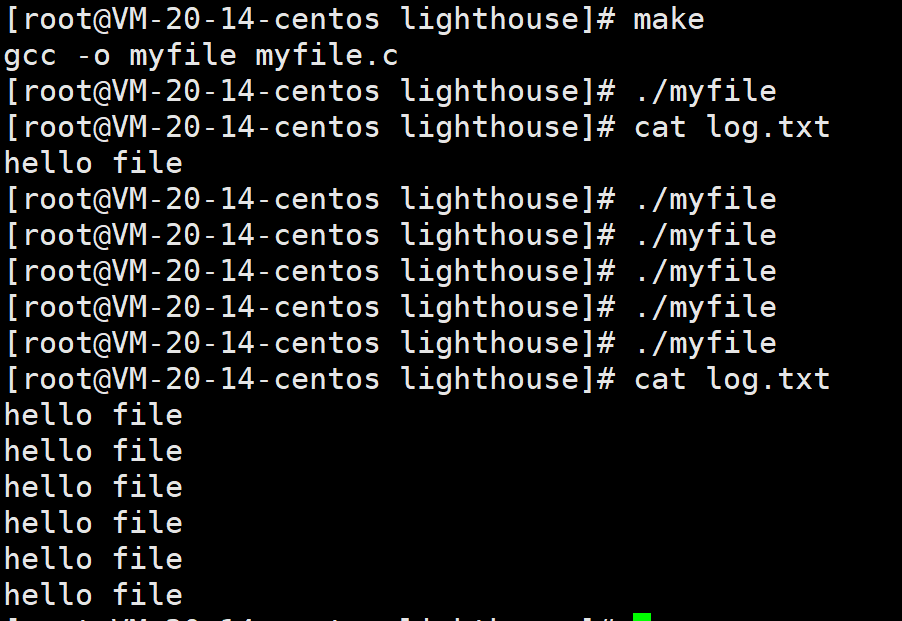 [root@VM-20-14-centos lighthouse]# make
gcc -o myfile myfile.c
[root@VM-20-14-centos lighthouse]# ./myfile
[root@VM-20-14-centos lighthouse]# cat log.txt
hello file
[root@VM-20-14-centos lighthouse]# ./myfile
[root@VM-20-14-centos lighthouse]# ./myfile
[root@VM-20-14-centos lighthouse]# ./myfile
[root@VM-20-14-centos lighthouse]# ./myfile
[root@VM-20-14-centos lighthouse]# ./myfile
[root@VM-20-14-centos lighthouse]# cat log.txt
hello file
hello file
hello file
hello file
hello file
hello file